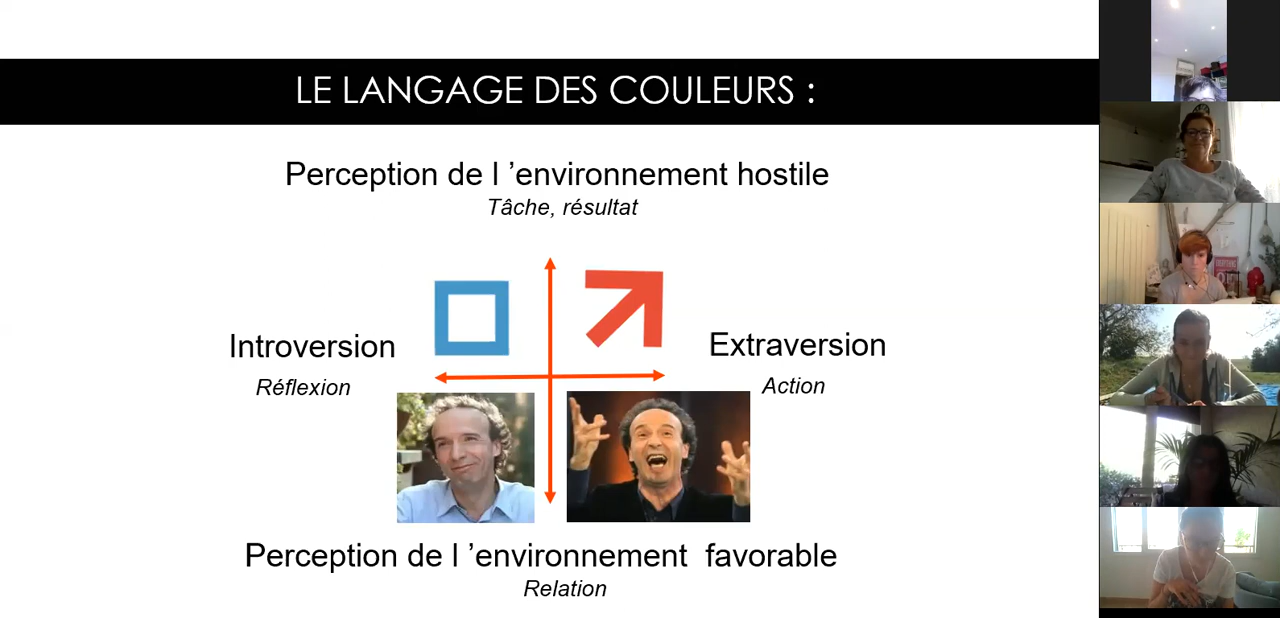 LE LANGAGE DES COULEURS :
Perception de l ’environnement hostile
Tâche, résultat
Introversion
Extraversion
Réflexion
Action
Perception de l ’environnement favorable
Relation